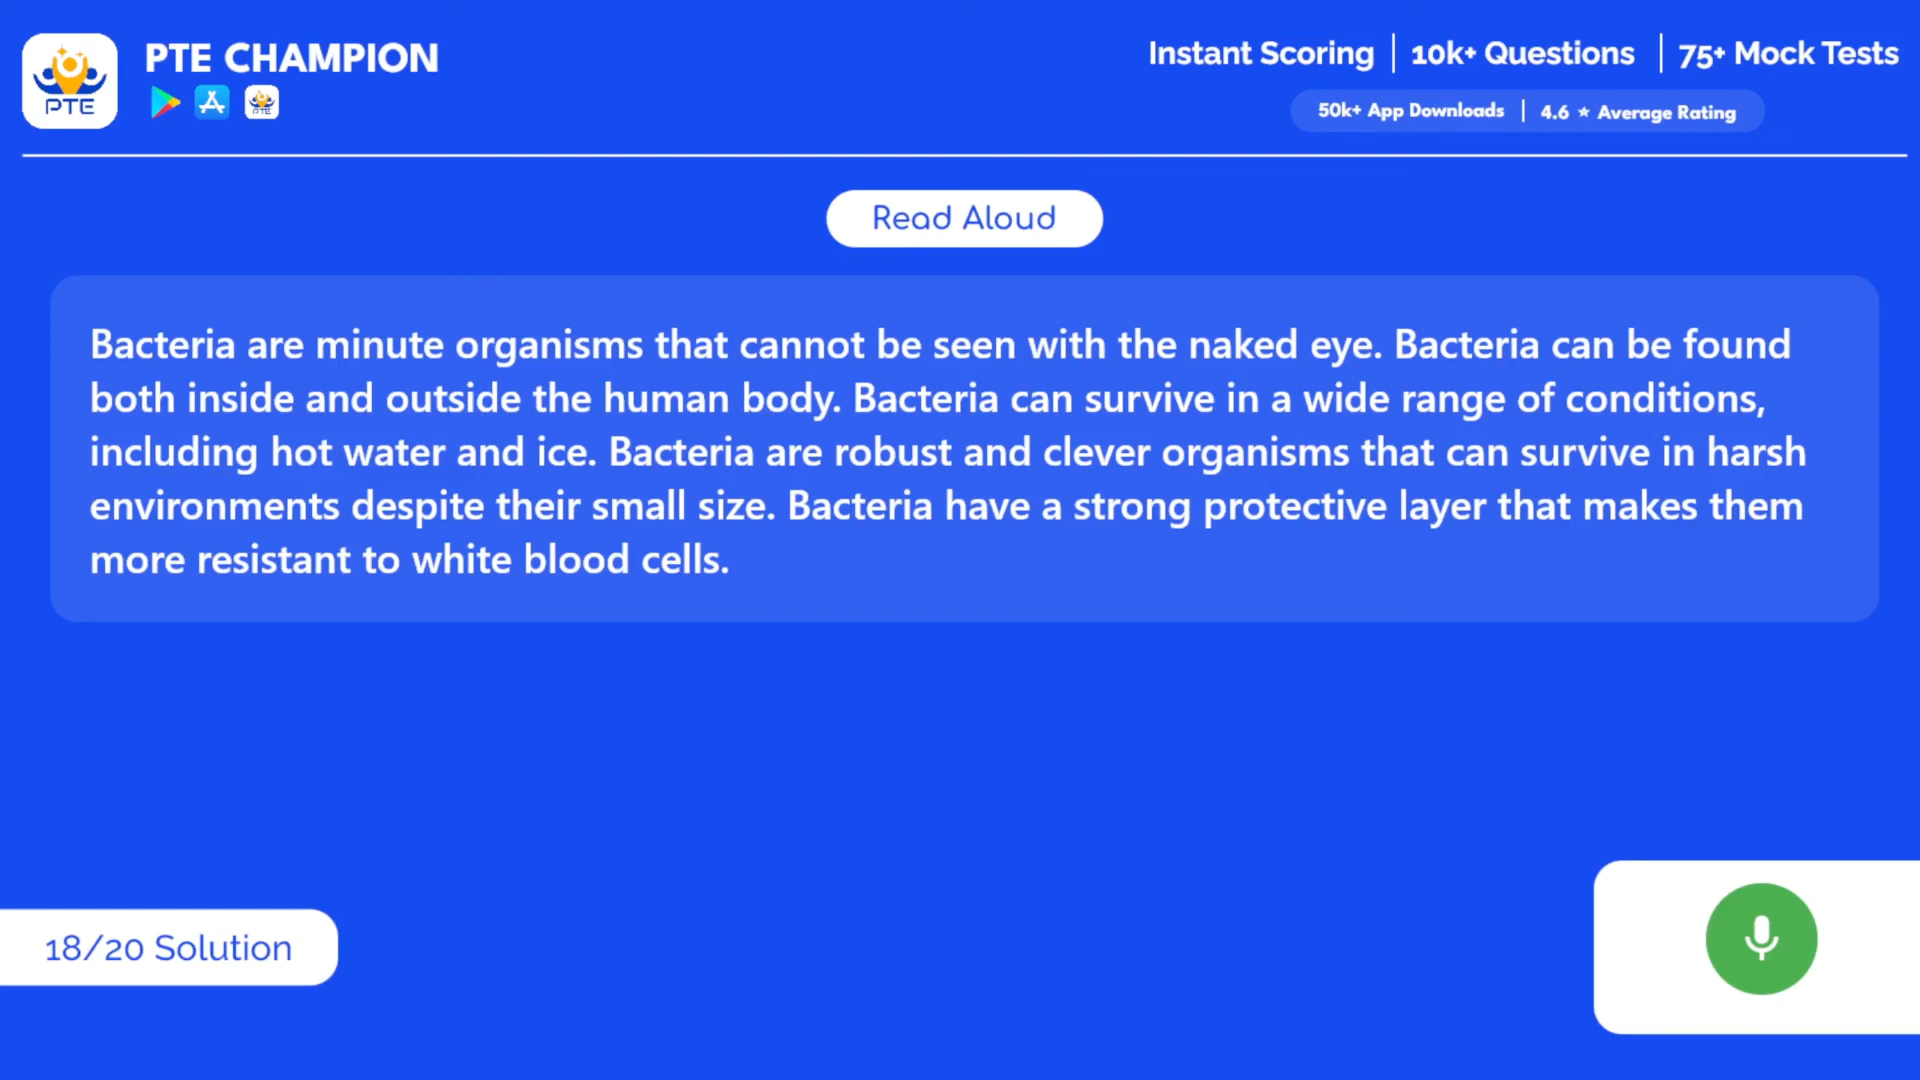 PTE CHAMPION
PTE
PTE
Instant Scoring | 10k+ Questions | 75+ Mock Tests
50k+ App Downloads | 4.6 ★ Average Rating
Read Aloud
Bacteria are minute organisms that cannot be seen with the naked eye. Bacteria can be found
both inside and outside the human body. Bacteria can survive in a wide range of conditions,
including hot water and ice. Bacteria are robust and clever organisms that can survive in harsh
environments despite their small size. Bacteria have a strong protective layer that makes them
more resistant to white blood cells.
18/20 Solution